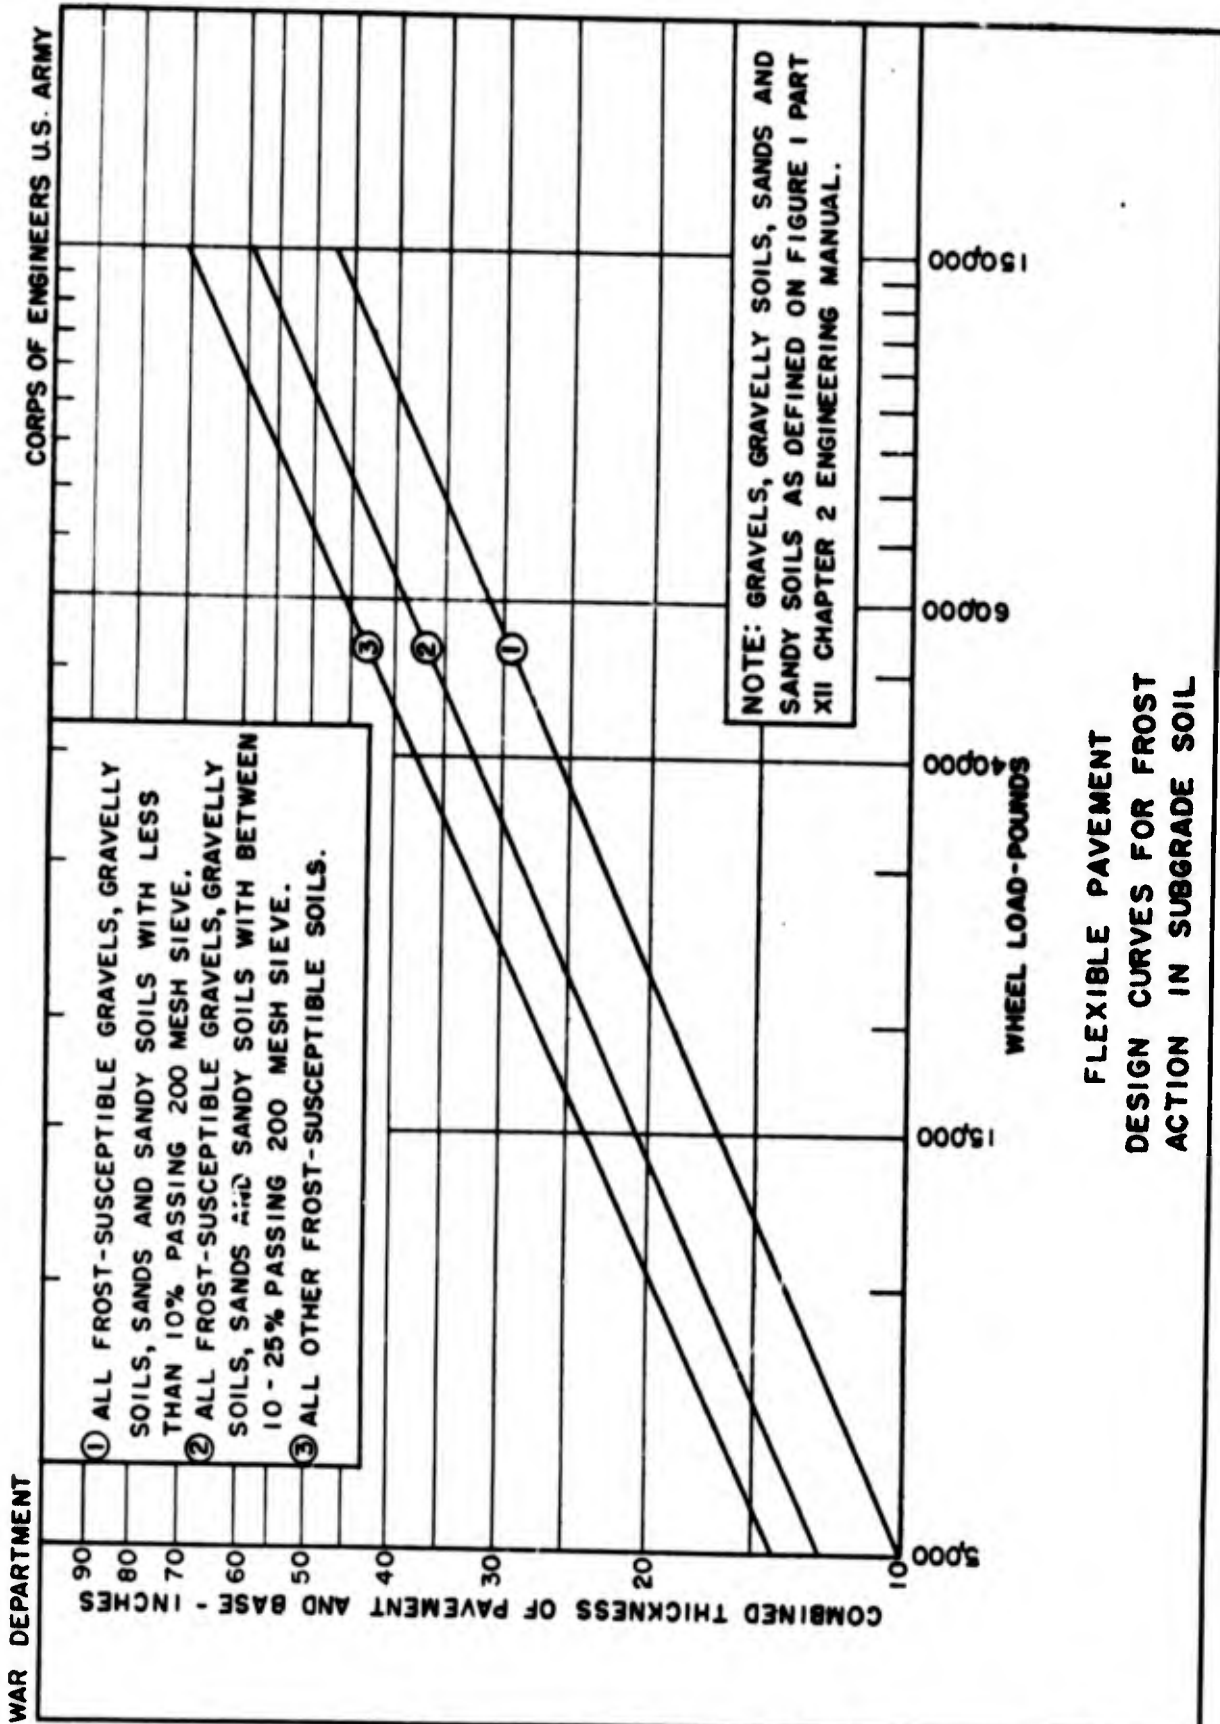 WAR DEPARTMENT
CORPS OF ENGINEERS U.S. ARMY
① ALL FROST-SUSCEPTIBLE GRAVELS, GRAVELLY
SOILS, SANDS AND SANDY SOILS WITH LESS
THAN 10% PASSING 200 MESH SIEVE.
② ALL FROST-SUSCEPTIBLE GRAVELS, GRAVELLY
SOILS, SANDS AND SANDY SOILS WITH BETWEEN
10-25% PASSING 200 MESH SIEVE.
③ ALL OTHER FROST-SUSCEPTIBLE SOILS.
COMBINED THICKNESS OF PAVEMENT AND BASE - INCHES
90
80
70
60
50
40
30
20
10
③
②
①
NOTE: GRAVELS, GRAVELLY SOILS, SANDS AND
SANDY SOILS AS DEFINED ON FIGURE 1 PART
XII CHAPTER 2 ENGINEERING MANUAL.
5,000
15,000
40,000
60,000
150,000
WHEEL LOAD-POUNDS
FLEXIBLE PAVEMENT
DESIGN CURVES FOR FROST
ACTION IN SUBGRADE SOIL